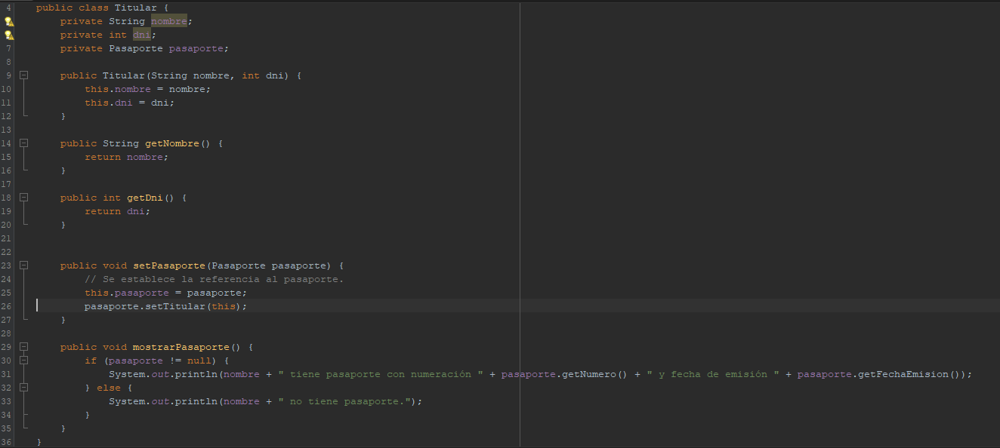 4 public class Titular {
private String nombre;
private int dni;
7 private Pasaporte pasaporte;
8
9 public Titular(String nombre, int dni) {
10 this.nombre = nombre;
11 this.dni = dni;
12 }
13
14 public String getNombre() {
15 return nombre;
16 }
17
18 public int getDni() {
19 return dni;
20 }
21
22
23 public void setPasaporte(Pasaporte pasaporte) {
24 // Se establece la referencia al pasaporte.
25 this.pasaporte = pasaporte;
26 pasaporte.setTitular(this);
27 }
28
29 public void mostrarPasaporte() {
30 if (pasaporte != null) {
31 System.out.println(nombre + " tiene pasaporte con numeración " + pasaporte.getNumero() + " y fecha de emisión " + pasaporte.getFechaEmision());
32 } else {
33 System.out.println(nombre + " no tiene pasaporte.");
34 }
35 }
36 }